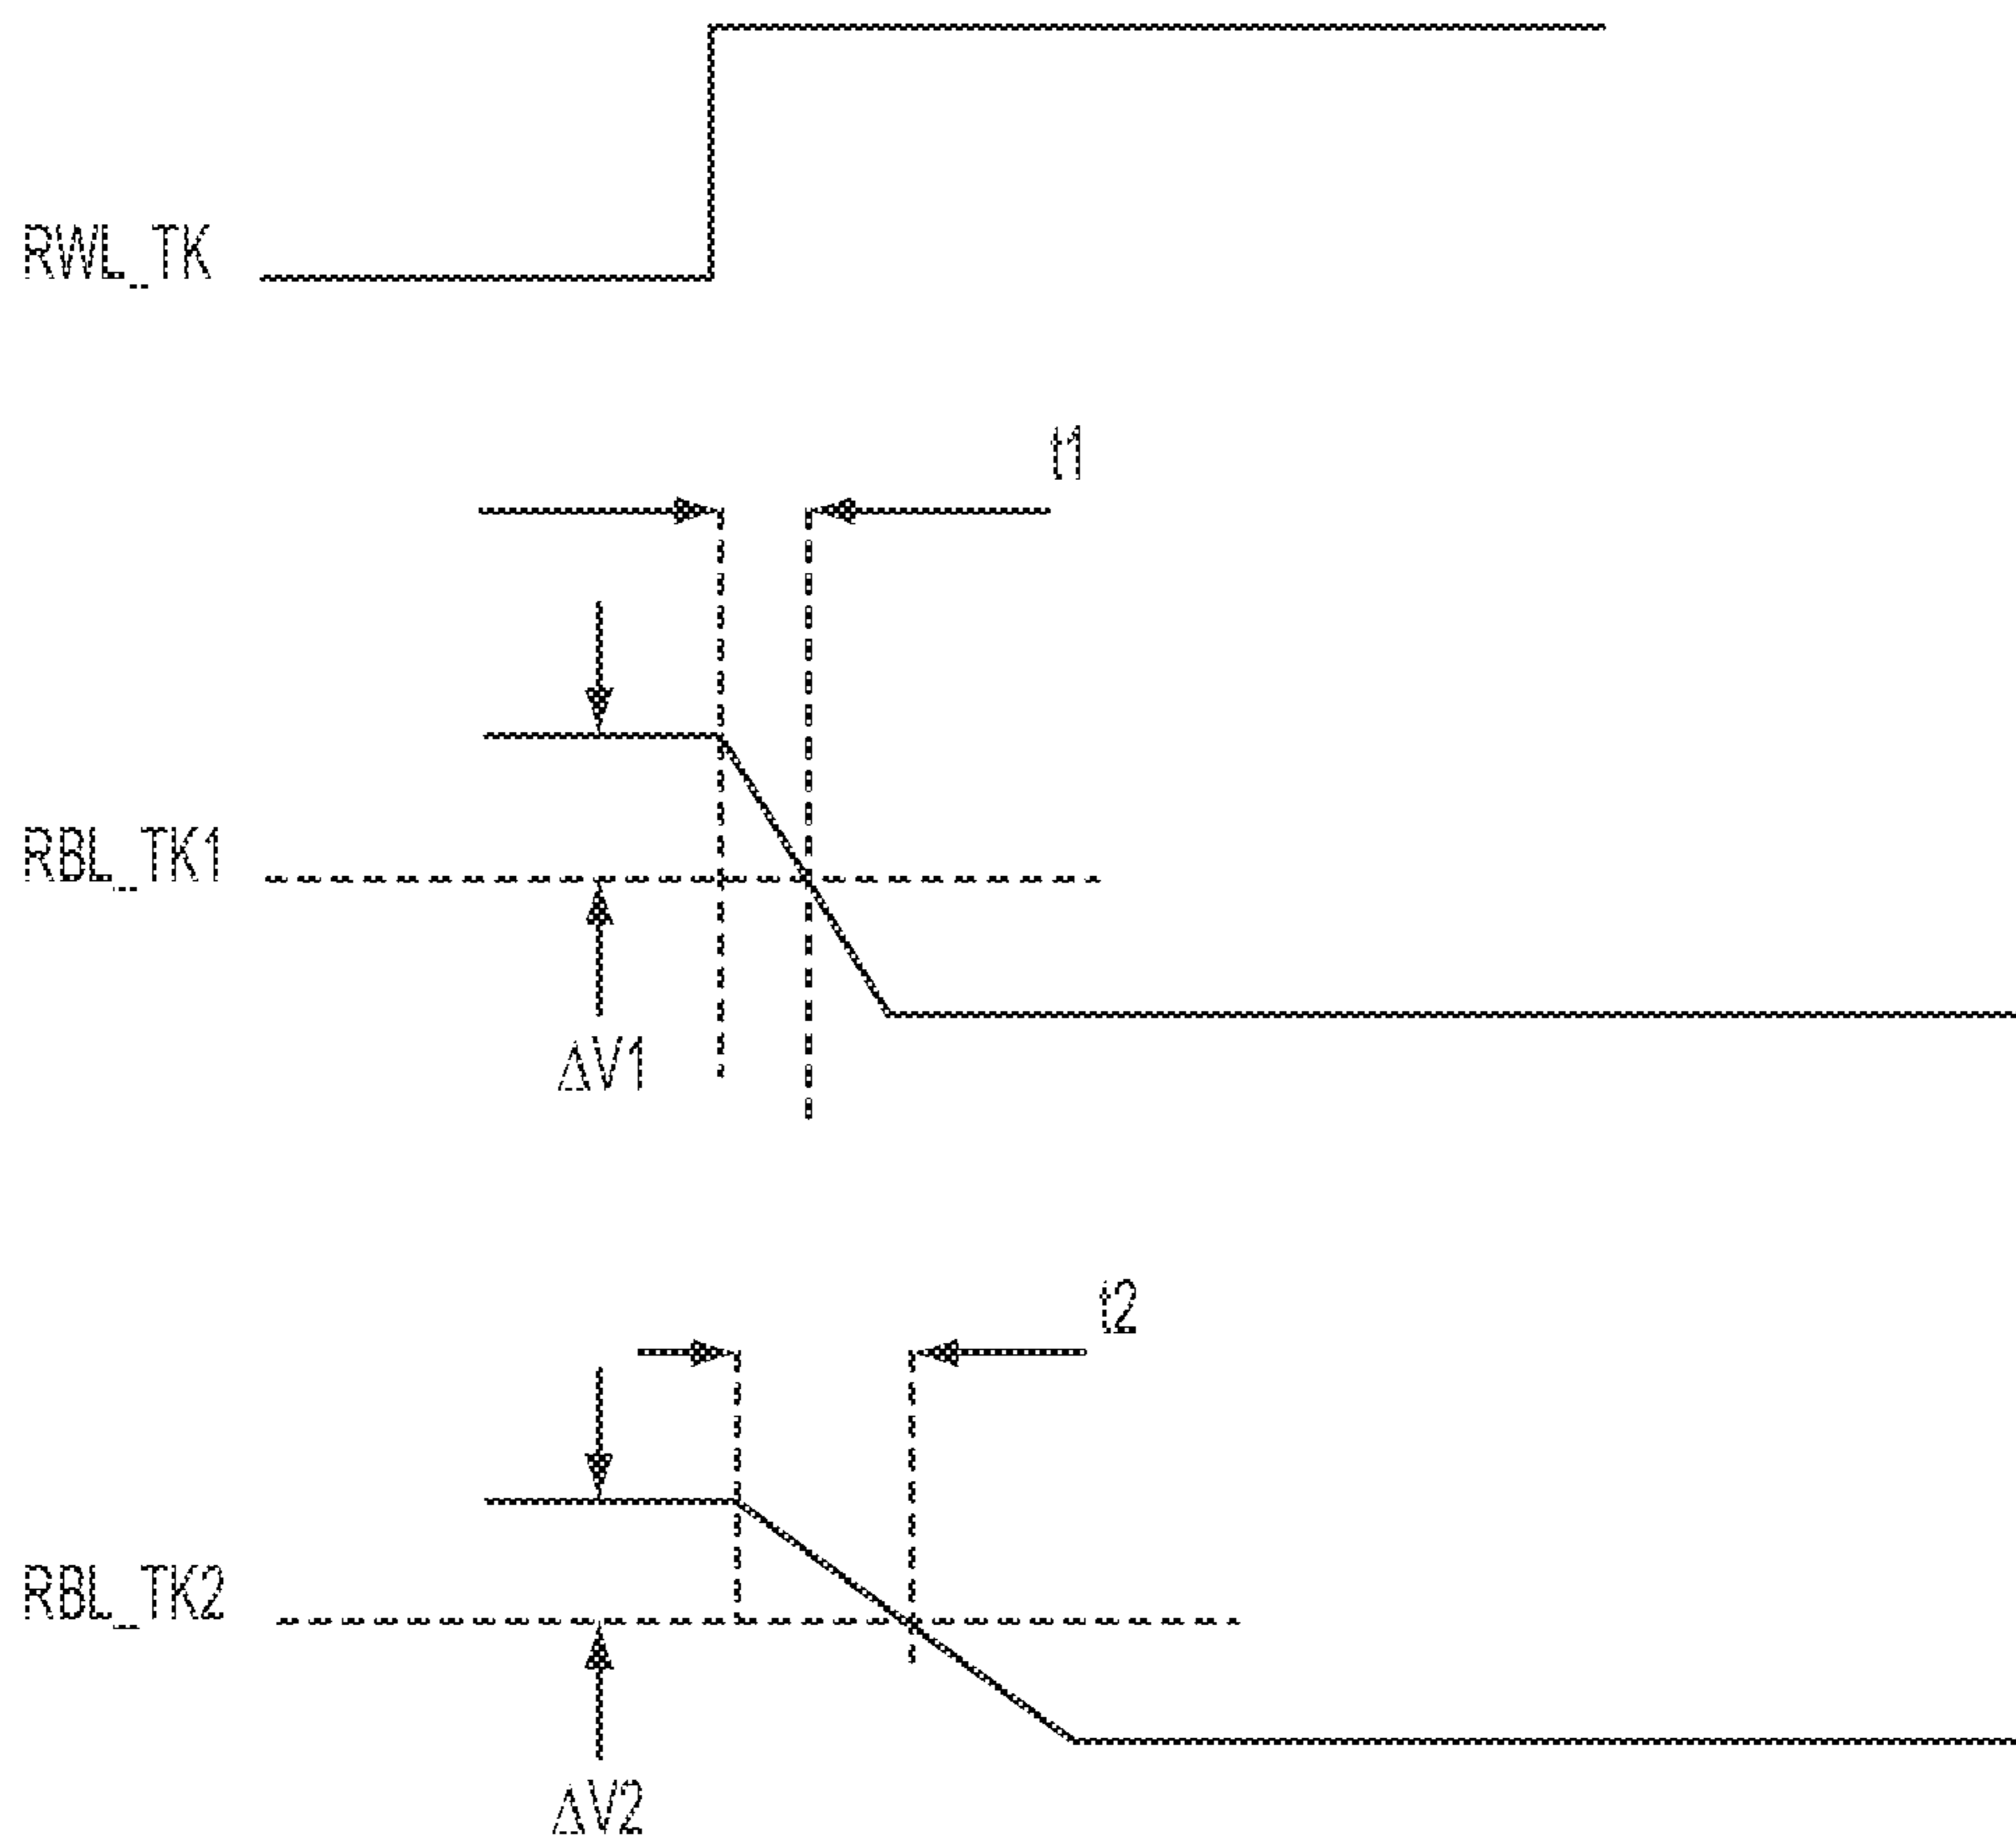 RWL_TK
t1
RBL_TK1
ΔV1
t2
RBL_TK2
ΔV2